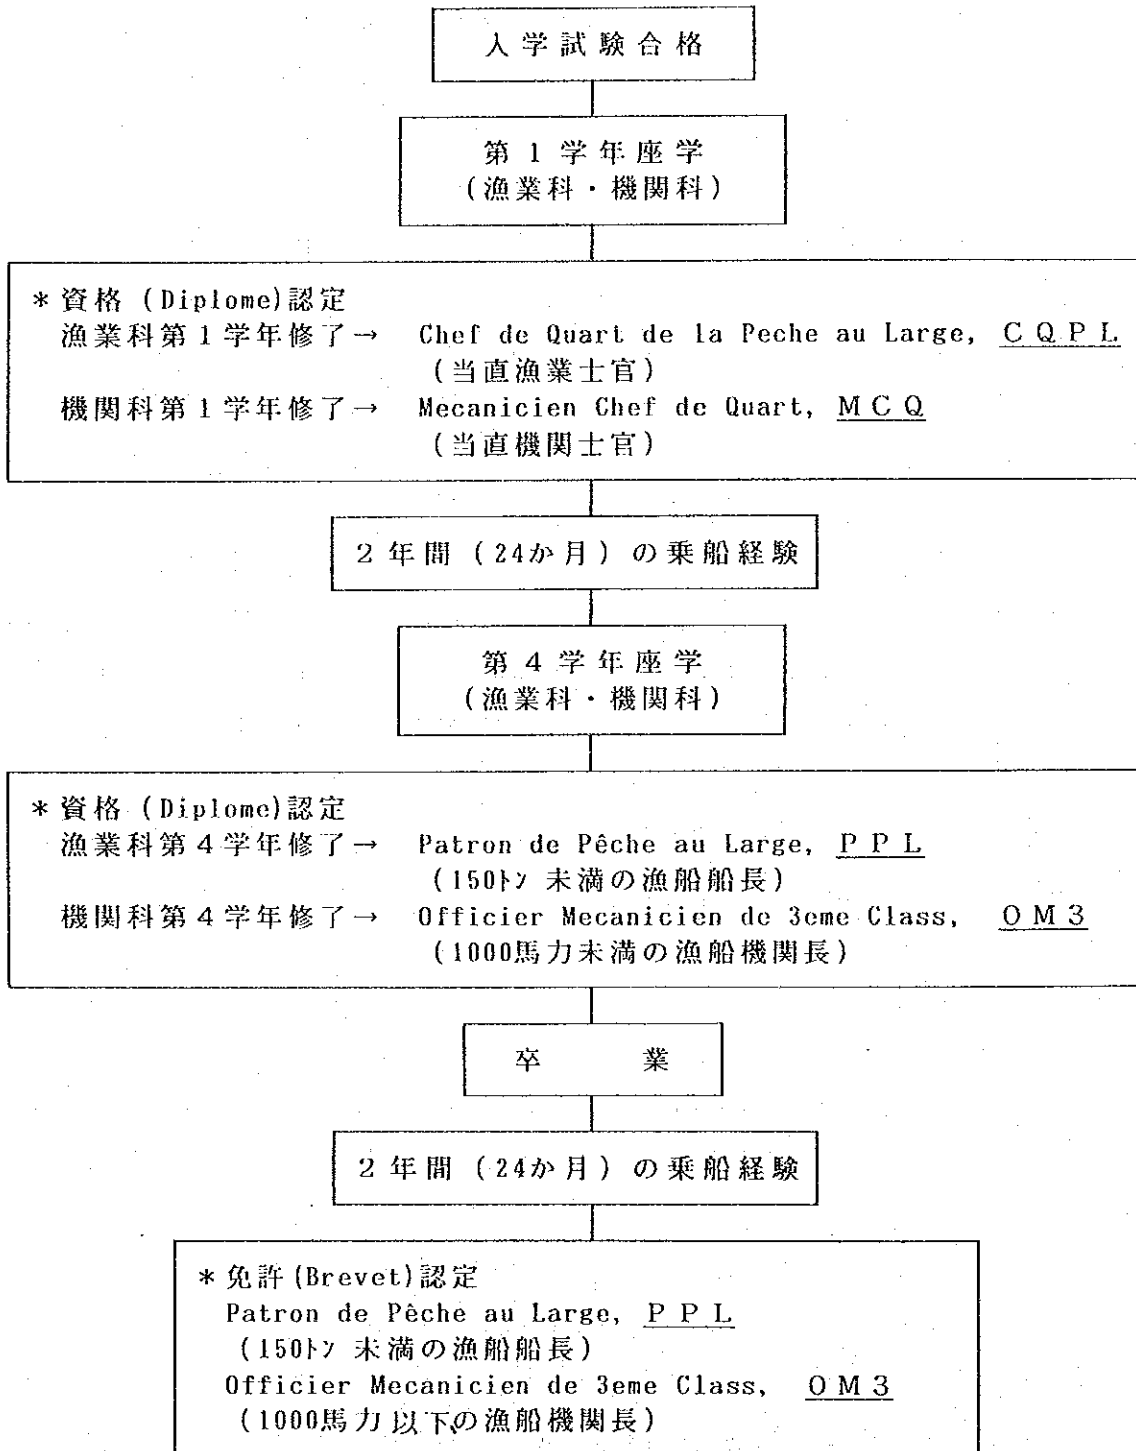 入学試験合格
第1学年座学
(漁業科・機関科)
*資格 (Diplome)認定
漁業科第1学年修了→ Chef de Quart de la Peche au Large, CQPL
(当直漁業士官)
機関科第1学年修了→ Mecanicien Chef de Quart, MCQ
(当直機関士官)
2年間 (24か月) の乗船経験
第4学年座学
(漁業科・機関科)
*資格 (Diplome)認定
漁業科第4学年修了→ Patron de Pêche au Large, PPL
(150トン 未満の漁船船長)
機関科第4学年修了→ Officier Mecanicien de 3eme Class, OM3
(1000馬力未満の漁船機関長)
卒 業
2年間 (24か月) の乗船経験
*免許(Brevet)認定
Patron de Pêche au Large, PPL
(150トン 未満の漁船船長)
Officier Mecanicien de 3eme Class, OM3
(1000馬力以下の漁船機関長)